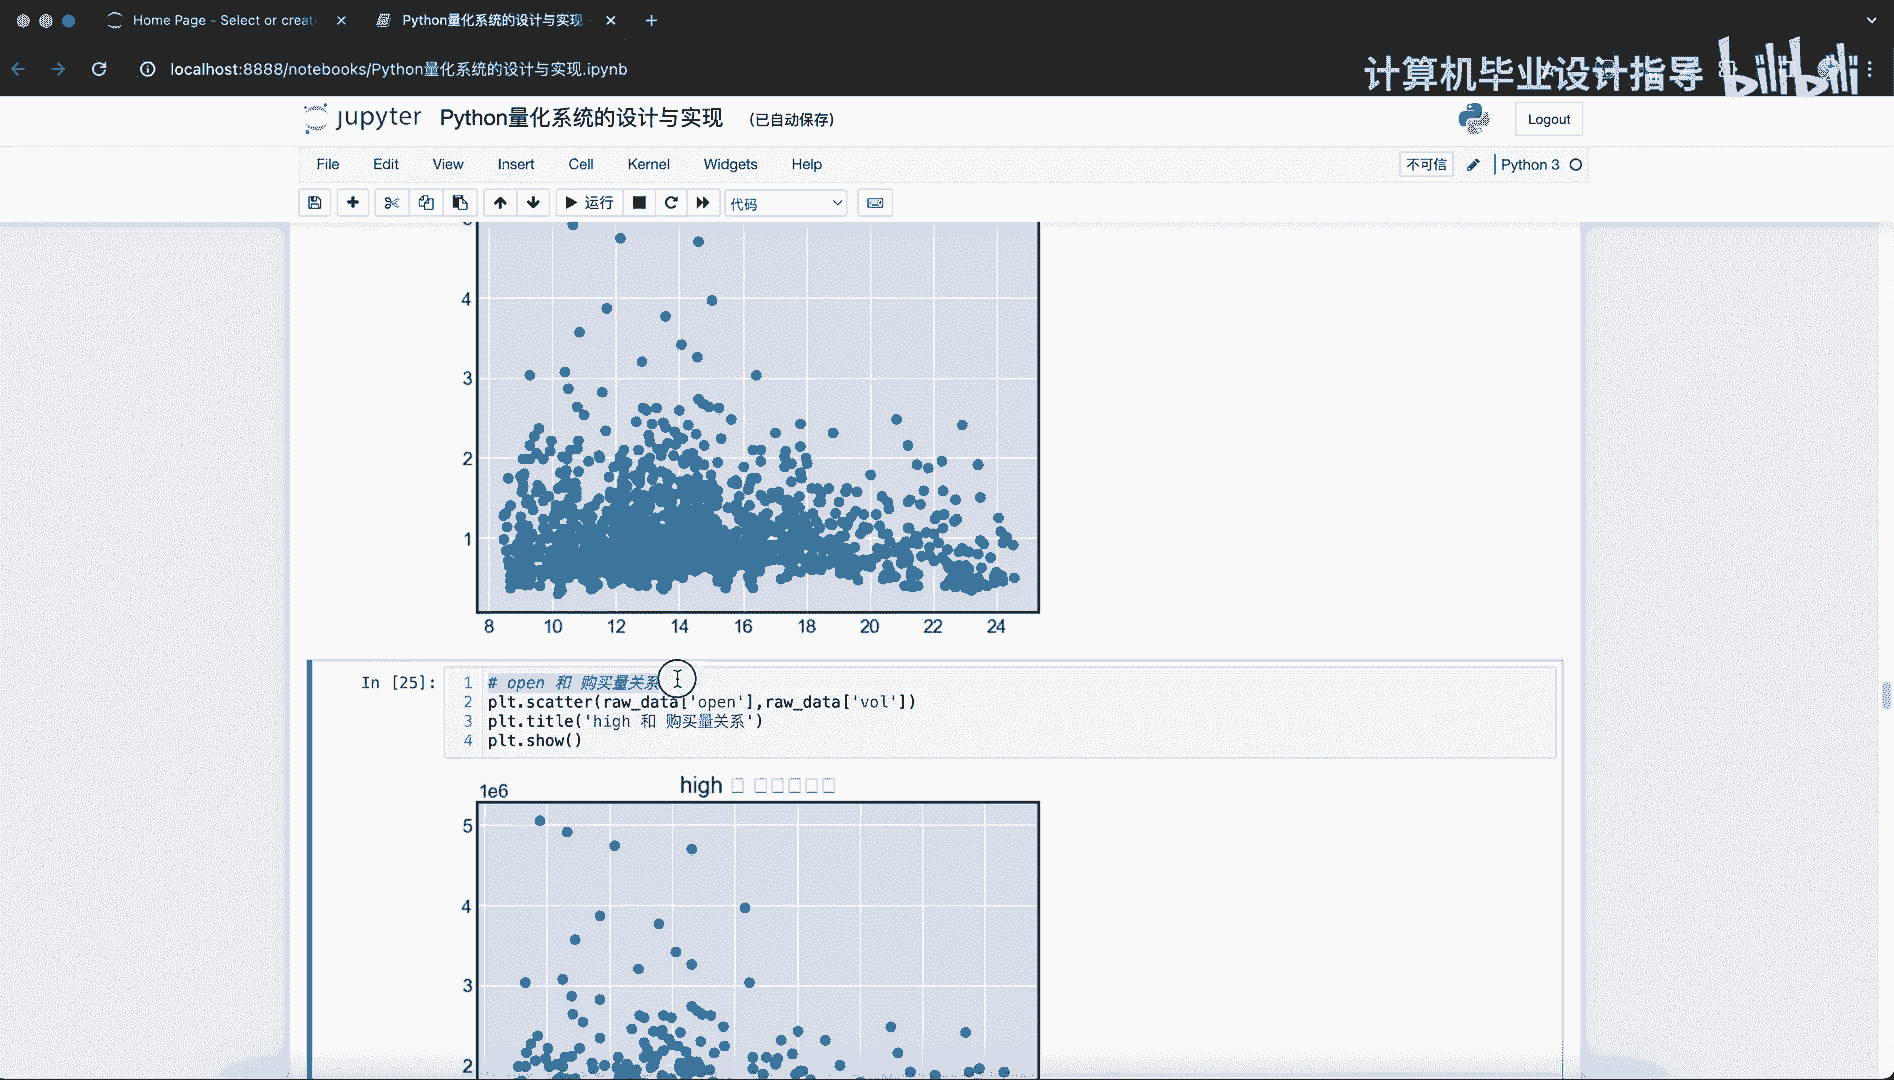 Home Page - Select or creat
Python量化系统的设计与实现 -
localhost:8888/notebooks/Python量化系统的设计与实现.ipynb
计算机毕业设计指导 bilibili
jupyter Python量化系统的设计与实现 (已自动保存)
Logout
File Edit View Insert Cell Kernel Widgets Help
不可信 Python 3
运行 代码
4
3
2
1
8 10 12 14 16 18 20 22 24
In [25]:
1 # open 和 购买量关系
2 plt.scatter(raw_data['open'],raw_data['vol'])
3 plt.title('high 和 购买量关系')
4 plt.show()
high □ □□□□□
1e6
5
4
3
2